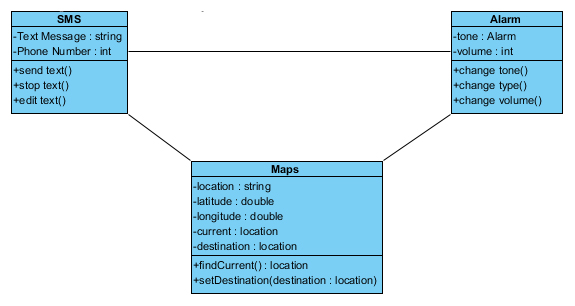 SMS
-Text Message : string
-Phone Number : int
+send text()
+stop text()
+edit text()
Alarm
-tone : Alarm
-volume : int
+change tone()
+change type()
+change volume()
Maps
-location : string
-latitude : double
-longitude : double
-current : location
-destination : location
+findCurrent() : location
+setDestination(destination : location)